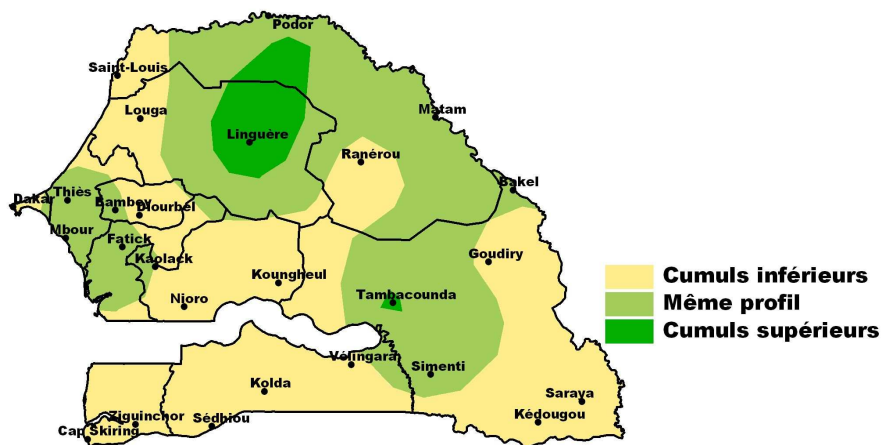 Podor
Saint-Louis
Louga
Matam
Linguère
Ranérou
Bakel
Thiès
Dakar
Bambey
Diourbel
Mbour
Fatick
Kaolack
Goudiry
Koungheul
Nioro
Tambacounda
Vélingara
Simenti
Kolda
Saraya
Kédougou
Ziguinchor
Sédhiou
Cap Skiring
Cumuls inférieurs
Même profil
Cumuls supérieurs